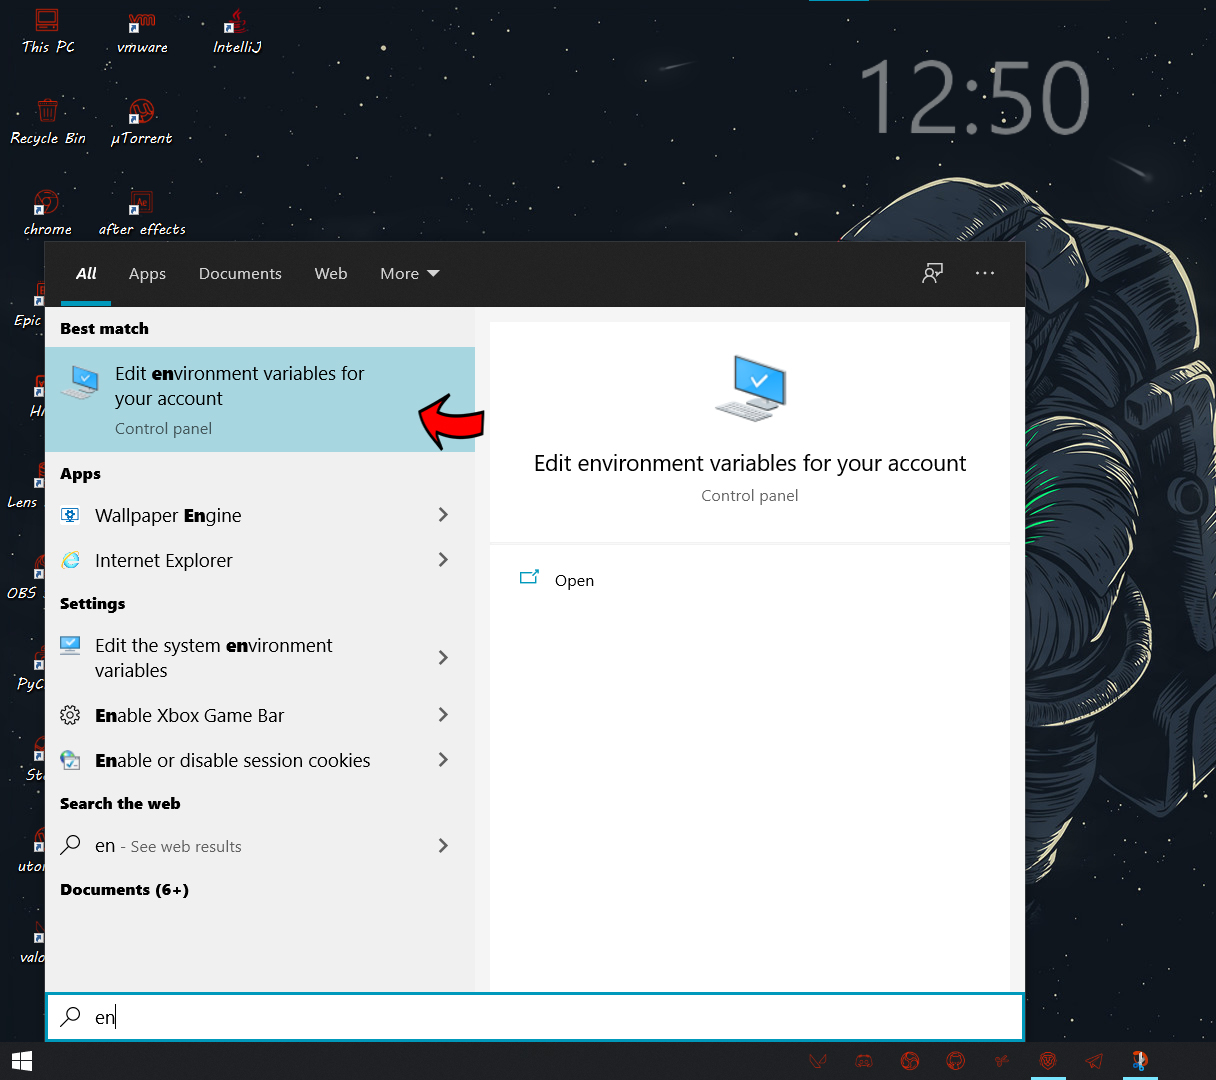 This PC
vmware
IntelliJ
12:50
Recycle Bin
µTorrent
chrome
after effects
Epic
Lens
OBS
PyC
St
uto
valo
All
Apps
Documents
Web
More
Best match
Edit environment variables for
your account
Control panel
Apps
Wallpaper Engine
Internet Explorer
Settings
Edit the system environment
variables
Enable Xbox Game Bar
Enable or disable session cookies
Search the web
en - See web results
Documents (6+)
Edit environment variables for your account
Control panel
Open
en